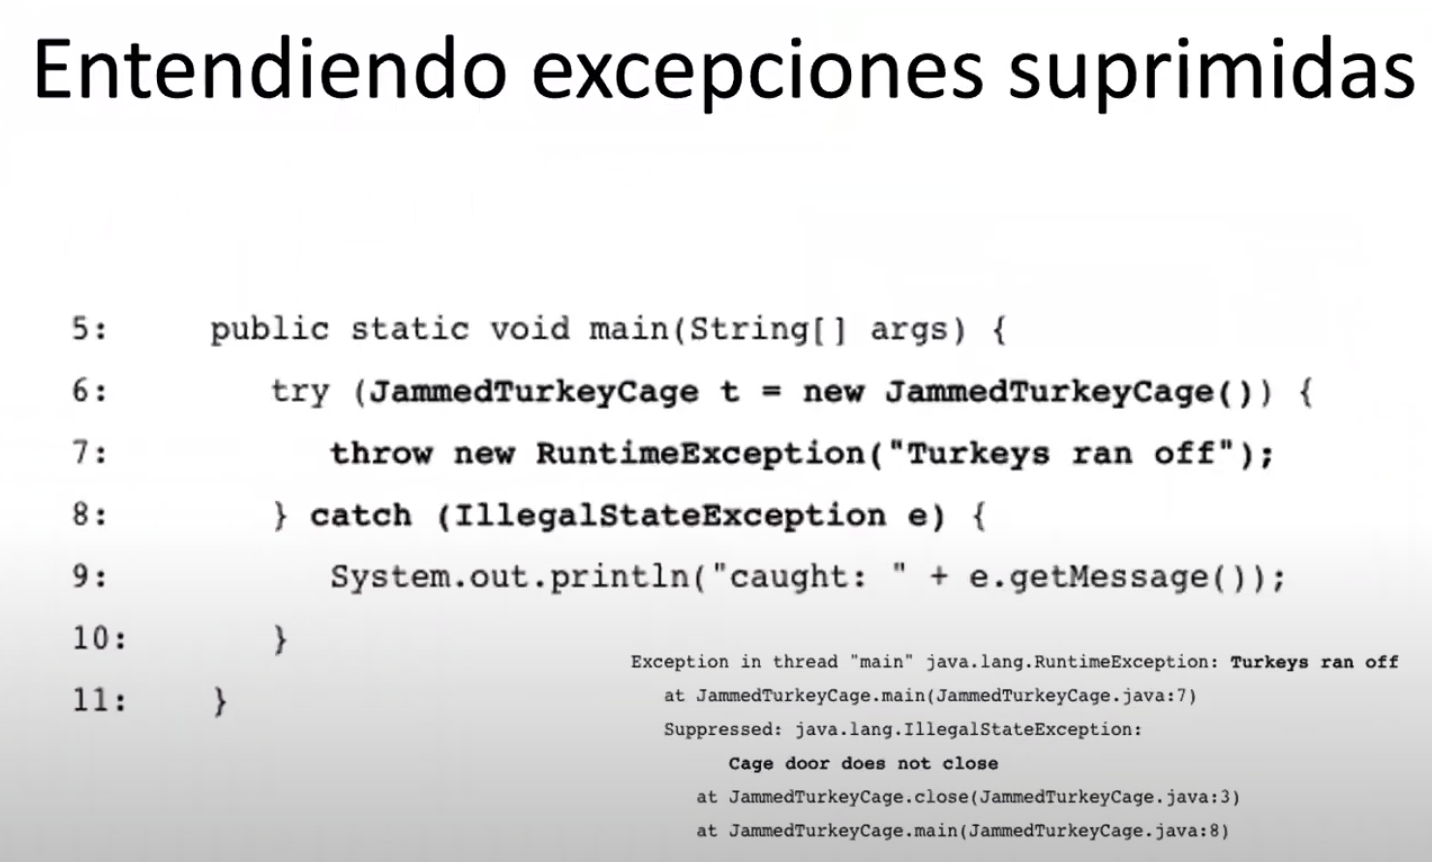 Entendiendo excepciones suprimidas
5: public static void main(String[] args) {
6: try (JammedTurkeyCage t = new JammedTurkeyCage()) {
7: throw new RuntimeException("Turkeys ran off");
8: } catch (IllegalStateException e) {
9: System.out.println("caught: " + e.getMessage());
10: }
11: }
Exception in thread "main" java.lang.RuntimeException: Turkeys ran off
at JammedTurkeyCage.main(JammedTurkeyCage.java:7)
Suppressed: java.lang.IllegalStateException:
Cage door does not close
at JammedTurkeyCage.close(JammedTurkeyCage.java:3)
at JammedTurkeyCage.main(JammedTurkeyCage.java:8)